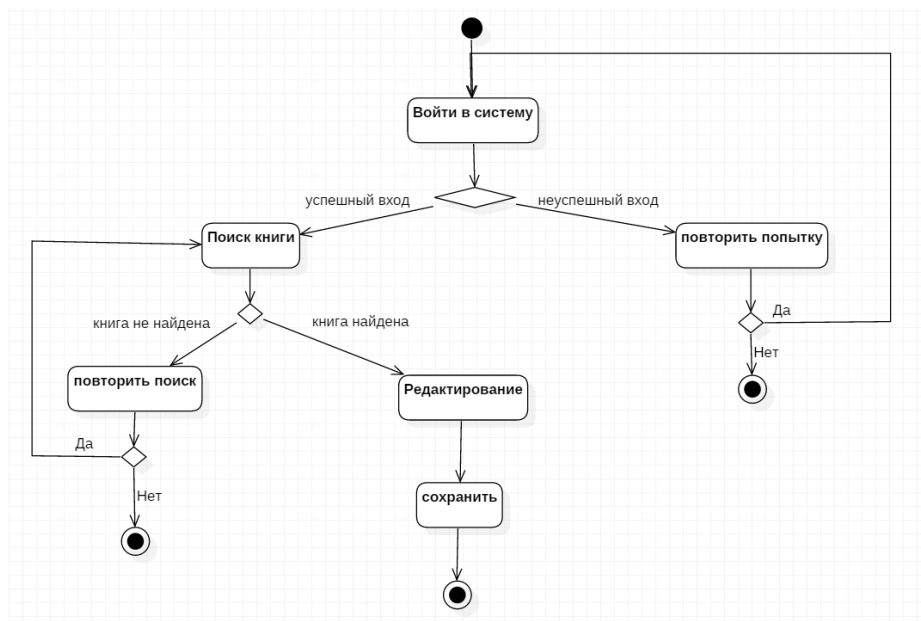 Войти в систему
успешный вход
неуспешный вход
Поиск книги
повторить попытку
книга не найдена
книга найдена
Да
Нет
повторить поиск
Редактирование
Да
сохранить
Нет